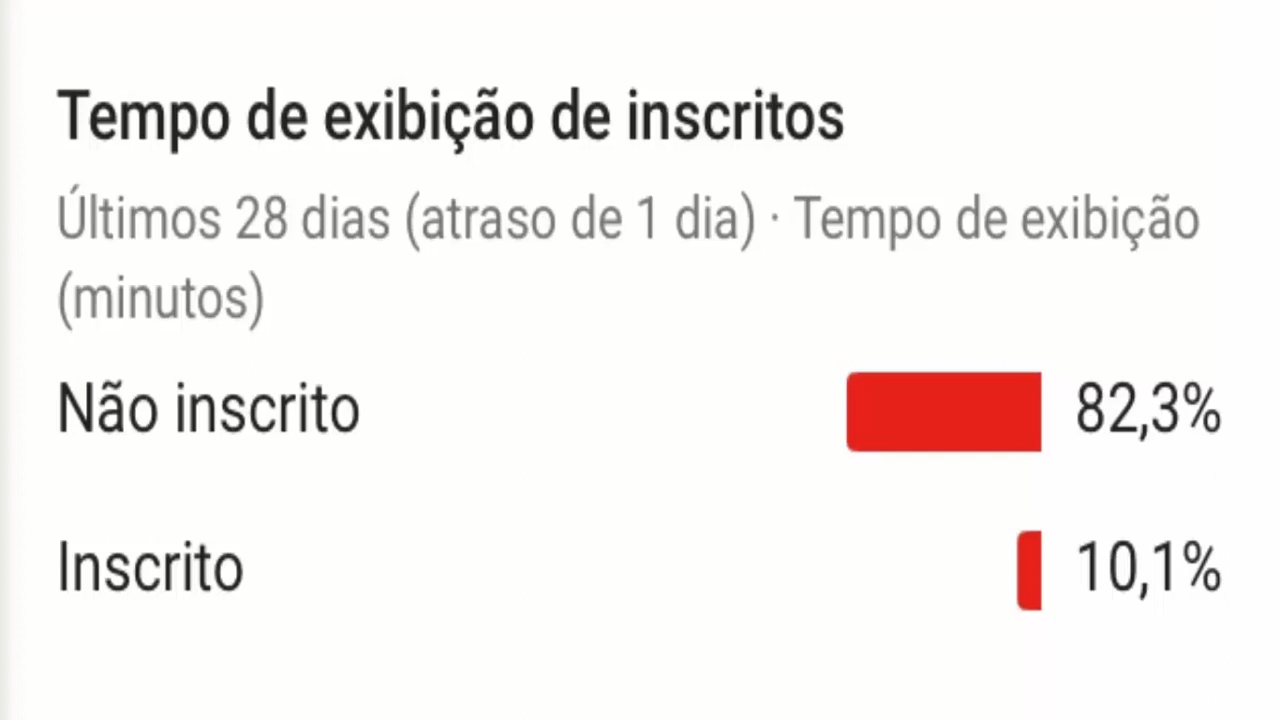 Tempo de exibição de inscritos
Últimos 28 dias (atraso de 1 dia) · Tempo de exibição
(minutos)
Não inscrito 82,3%
Inscrito 10,1%